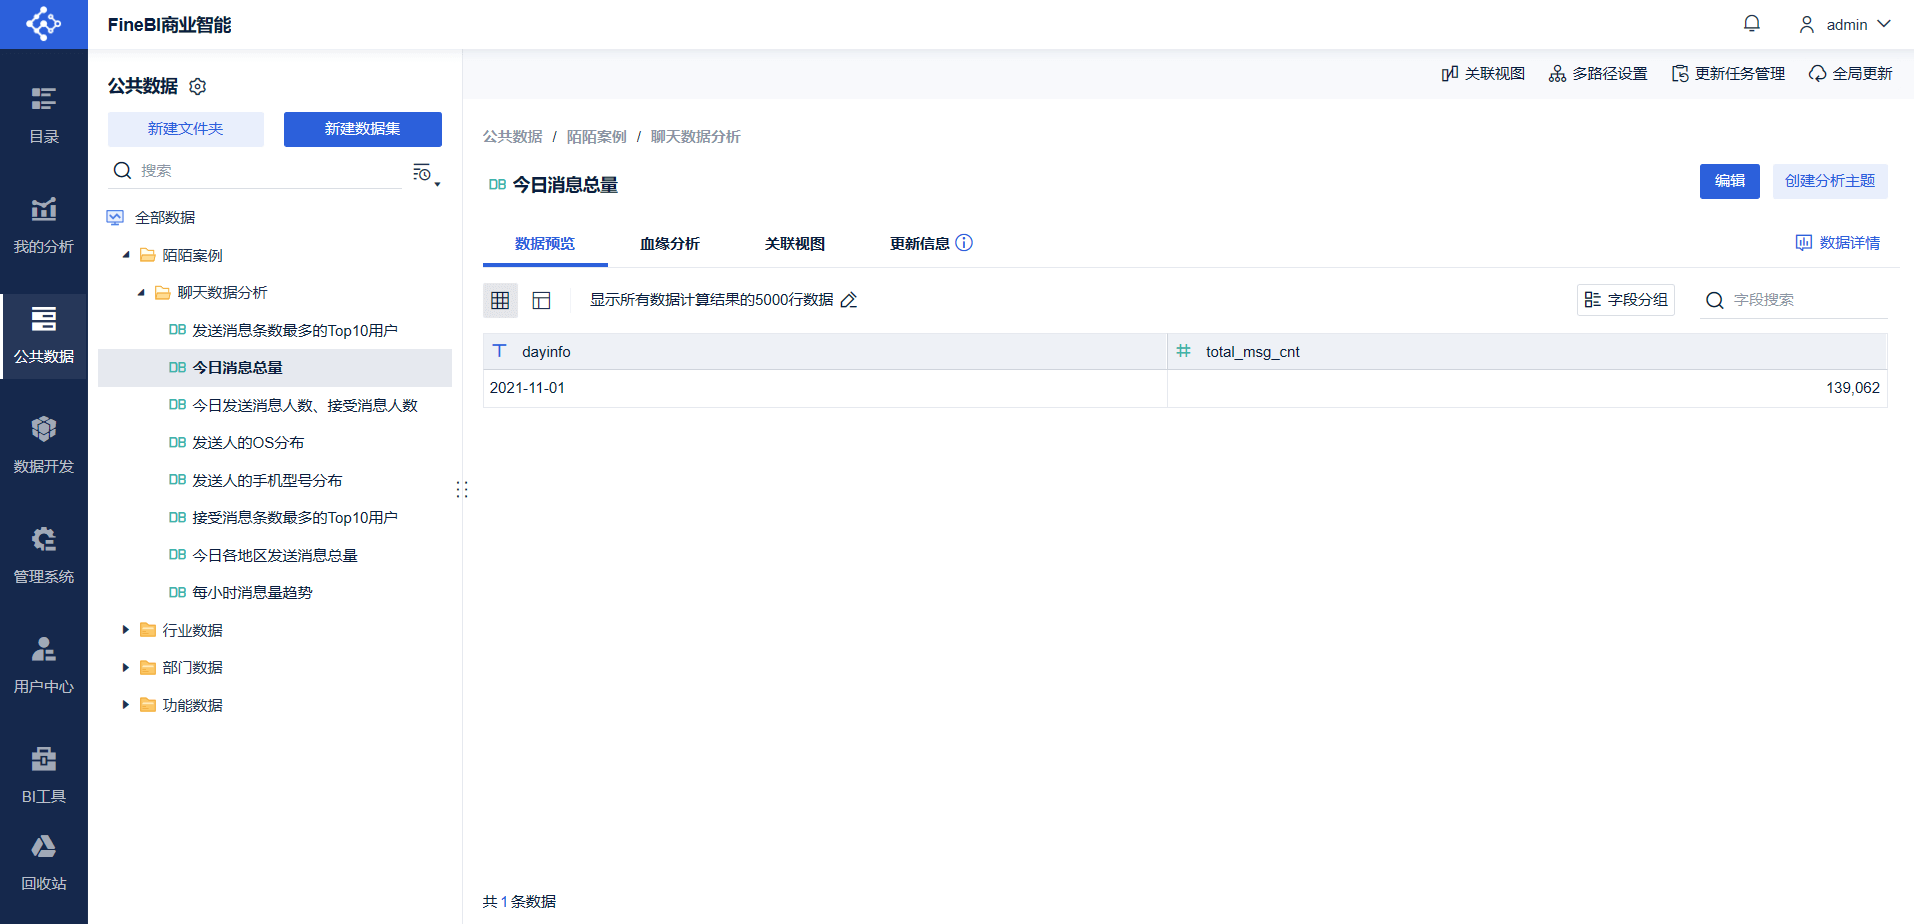 FineBI商业智能
admin
目录
我的分析
公共数据
数据开发
管理系统
用户中心
BI工具
回收站
公共数据
新建文件夹
新建数据集
搜索
全部数据
陌陌案例
聊天数据分析
DB 发送消息条数最多的Top10用户
DB 今日消息总量
DB 今日发送消息人数、接受消息人数
DB 发送人的OS分布
DB 发送人的手机型号分布
DB 接受消息条数最多的Top10用户
DB 今日各地区发送消息总量
DB 每小时消息量趋势
行业数据
部门数据
功能数据
关联视图 多路径设置 更新任务管理 全局更新
公共数据 / 陌陌案例 / 聊天数据分析
DB 今日消息总量
编辑 创建分析主题
数据预览 血缘分析 关联视图 更新信息
数据详情
显示所有数据计算结果的5000行数据
字段分组
字段搜索
T dayinfo # total_msg_cnt
2021-11-01 139,062
共1条数据